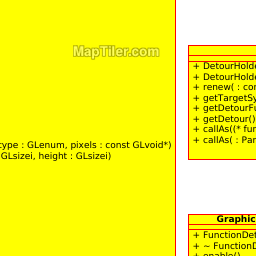 MapTiler.com
type : GLenum, pixels : const GLvoid*)
GLsizei, height : GLsizei)
+ DetourHolde
+ DetourHolde
+ renew( : con
+ getTargetSy
+ getDetourFu
+ getDetour()
+ callAs((* fun
+ callAs( : Par
Graphic
+ FunctionDet
+ ~ FunctionD
+ enable()